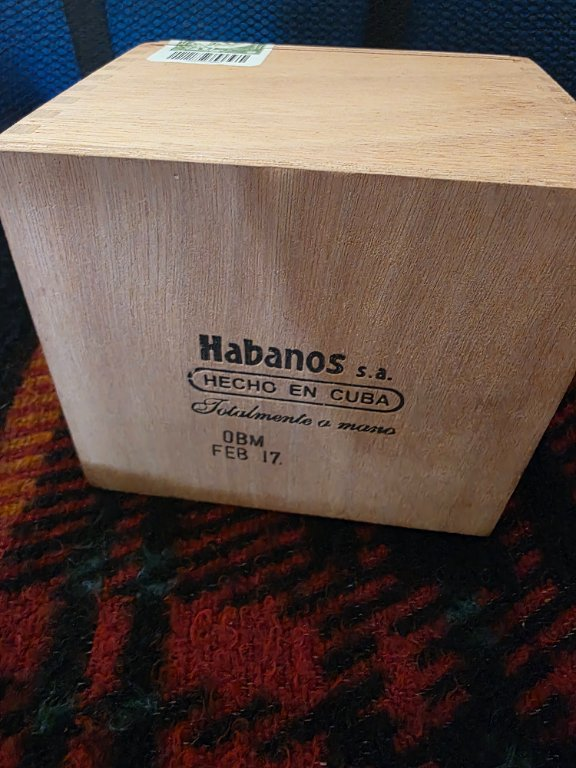 Habanos s.a.
HECHO EN CUBA
Totalmente a mano
OBM
FEB 17.